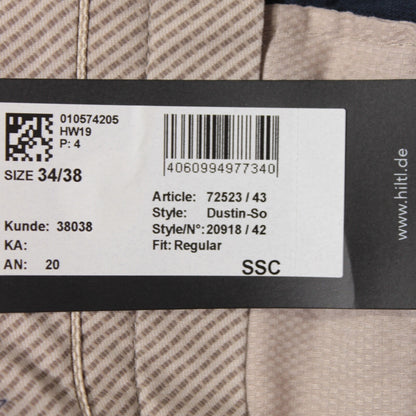 010574205
HW19
P: 4
SIZE 34/38
4060994977340
Article: 72523 / 43
Style: Dustin-So
Style/N°: 20918 / 42
Fit: Regular
Kunde: 38038
KA:
AN: 20
SSC
www.hiltl.de